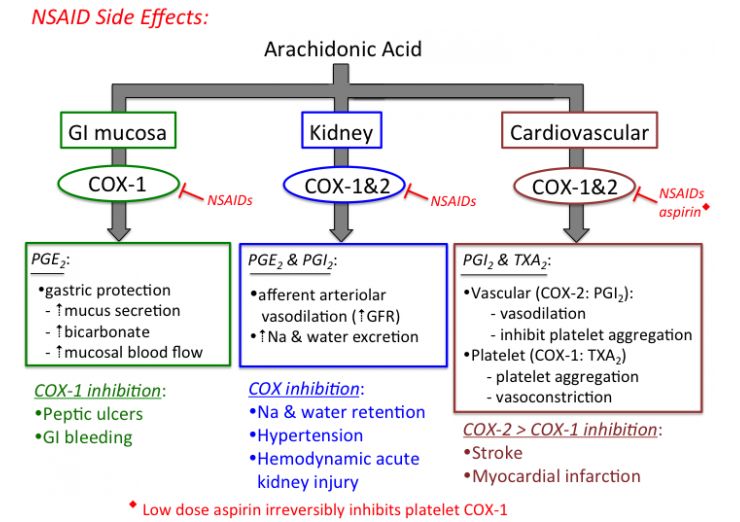 NSAID Side Effects:
Arachidonic Acid
GI mucosa
Kidney
Cardiovascular
COX-1
NSAIDs
COX-1&2
NSAIDs
COX-1&2
NSAIDs
aspirin◆
PGE₂:
•gastric protection
- ↑mucus secretion
- ↑bicarbonate
- ↑mucosal blood flow
PGE₂ & PGI₂:
•afferent arteriolar
vasodilation (↑GFR)
•↑Na & water excretion
PGI₂ & TXA₂:
•Vascular (COX-2: PGI₂):
- vasodilation
- inhibit platelet aggregation
•Platelet (COX-1: TXA₂)
- platelet aggregation
- vasoconstriction
COX-1 inhibition:
•Peptic ulcers
•GI bleeding
COX inhibition:
•Na & water retention
•Hypertension
•Hemodynamic acute
kidney injury
COX-2 > COX-1 inhibition:
•Stroke
•Myocardial infarction
◆ Low dose aspirin irreversibly inhibits platelet COX-1